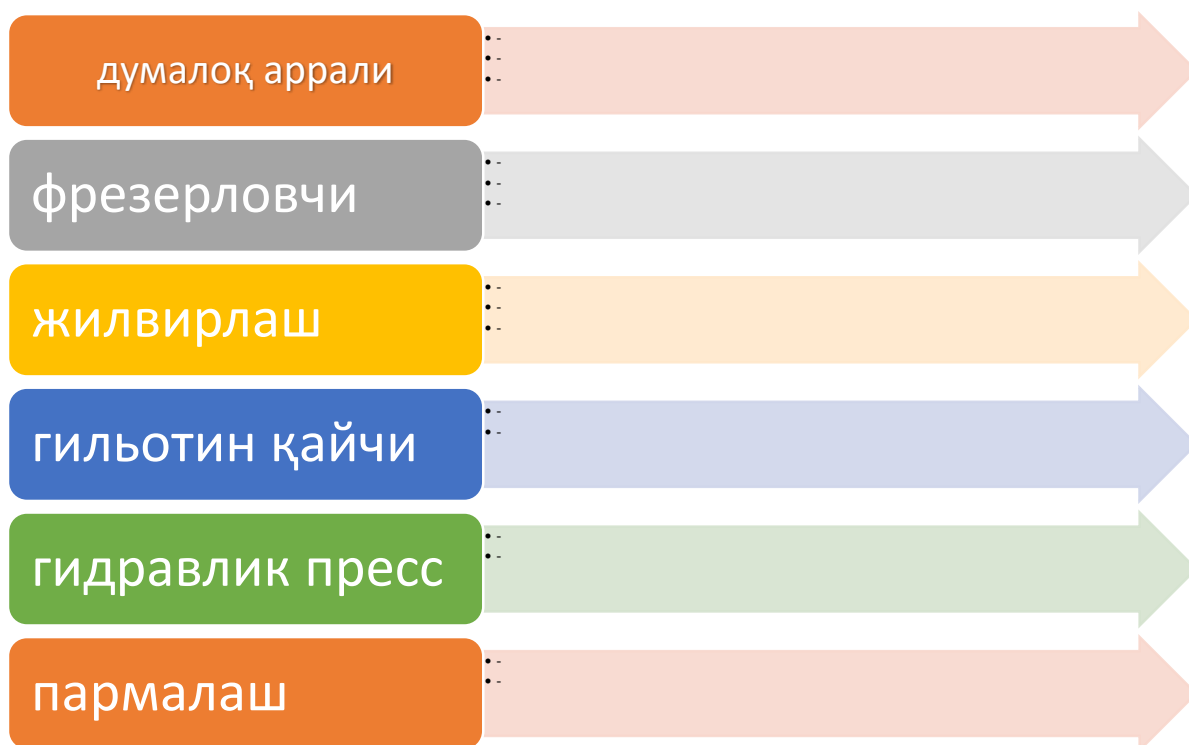 думалоқ аррали
• -
• -
• -
фрезерловчи
• -
• -
• -
жилвирлаш
• -
• -
• -
гильотин қайчи
• -
• -
гидравлик пресс
• -
• -
пармалаш
• -
• -